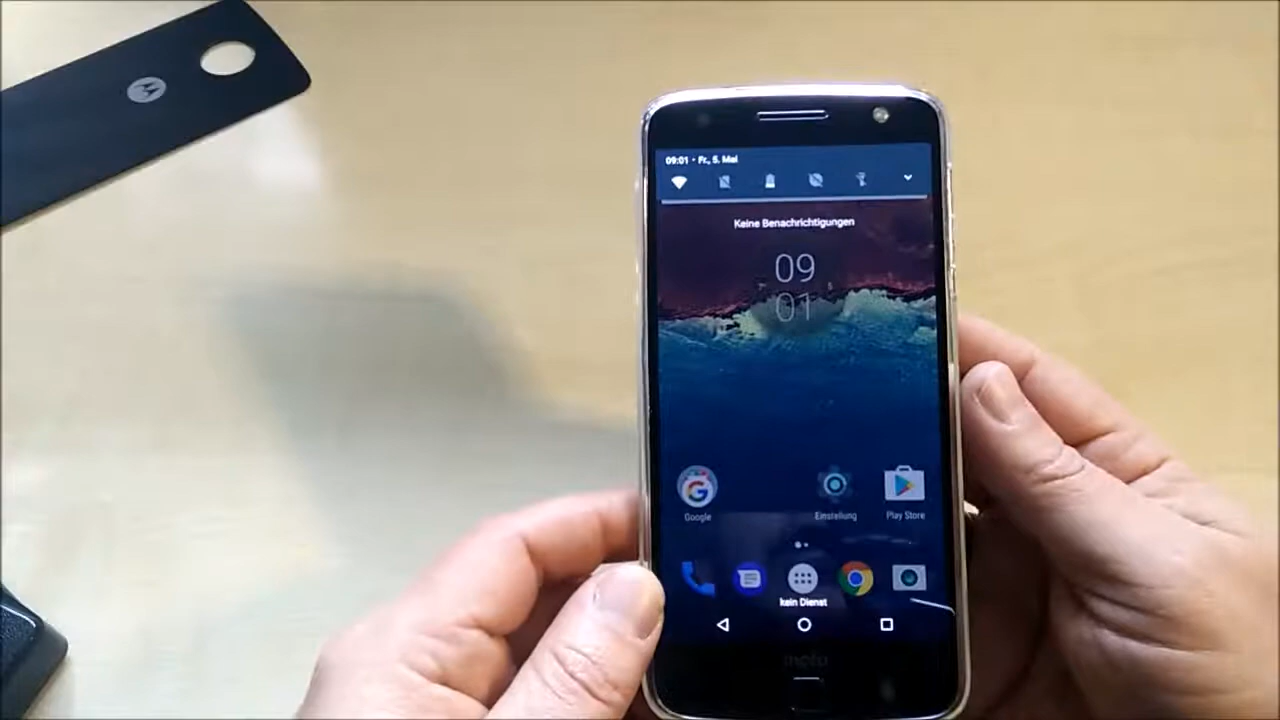 09:01 • Fr., 5. Mai
Keine Benachrichtigungen
09
01
Google
Einstellung
Play Store
kein Dienst
moto